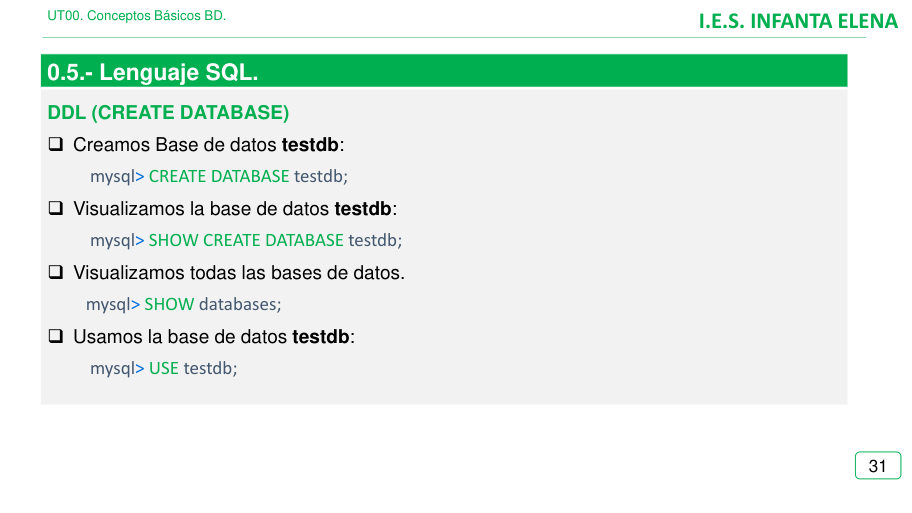 UT00. Conceptos Básicos BD.
I.E.S. INFANTA ELENA
0.5.- Lenguaje SQL.
DDL (CREATE DATABASE)
❑ Creamos Base de datos testdb:
mysql> CREATE DATABASE testdb;
❑ Visualizamos la base de datos testdb:
mysql> SHOW CREATE DATABASE testdb;
❑ Visualizamos todas las bases de datos.
mysql> SHOW databases;
❑ Usamos la base de datos testdb:
mysql> USE testdb;
31